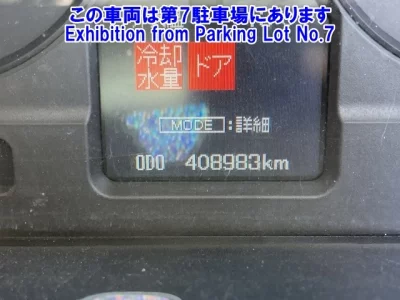 この車両は第7駐車場にあります
Exhibition from Parking Lot No.7
冷却 ドア
水量
MODE :詳細
ODO 408983km